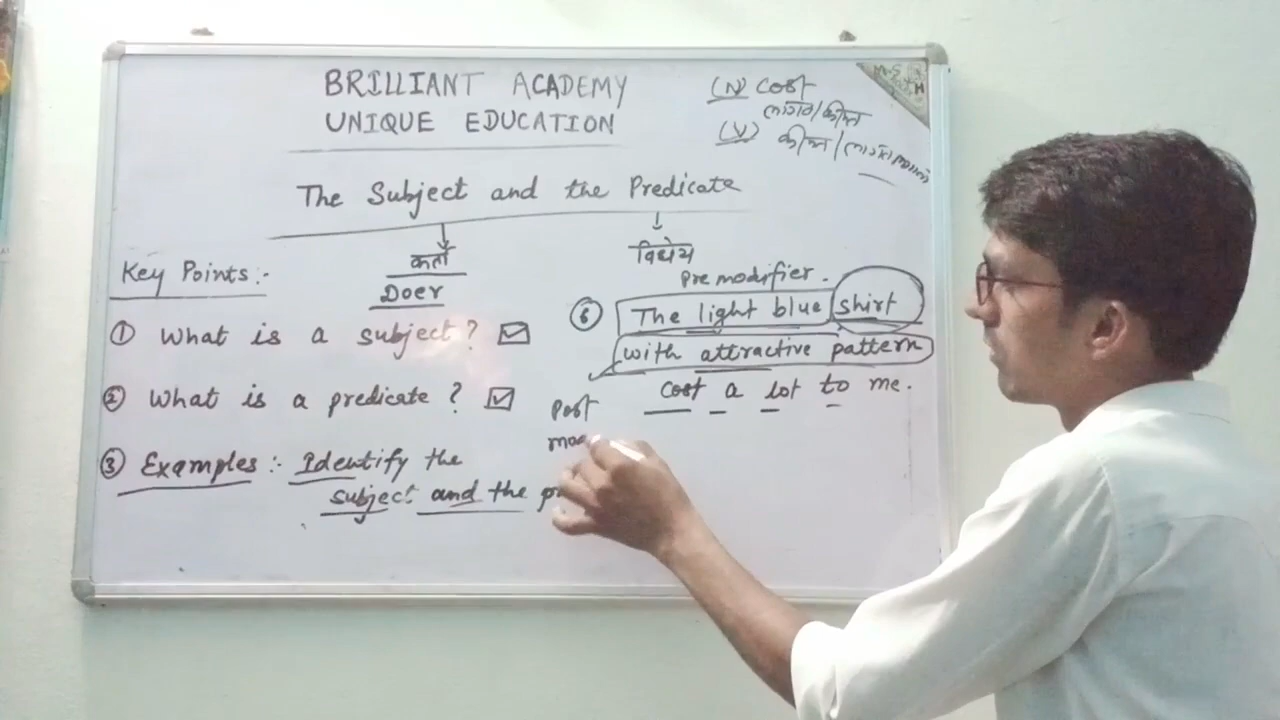 BRILLIANT ACADEMY
UNIQUE EDUCATION
(N) Cost
(V)
The Subject and the Predicate
कर्ता
Doer
विधेय
Key Points:-
① What is a subject?
② What is a predicate?
③ Examples:- Identify the
subject and the
Premodifier.
⑥ The light blue shirt
with attractive pattern
cost a lot to me.
Post